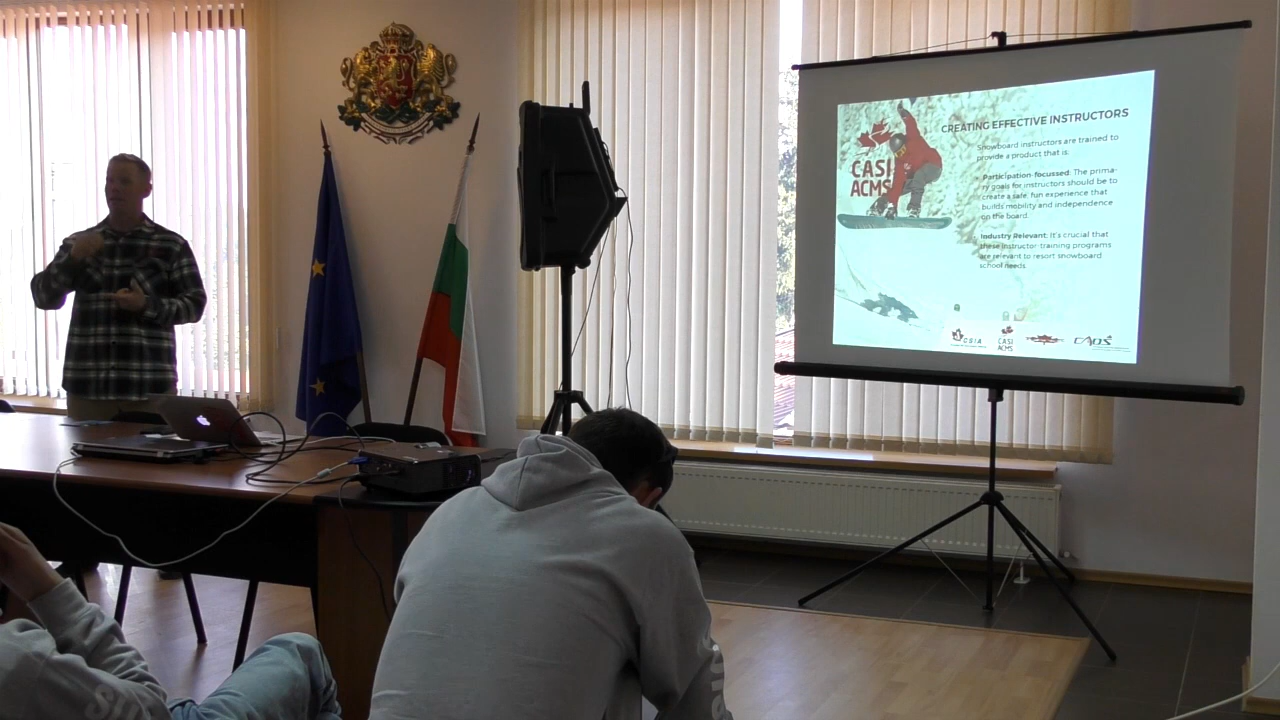 CREATING EFFECTIVE INSTRUCTORS
Snowboard instructors are trained to
provide a product that is:
Participation-focussed: The prima-
ry goals for instructors should be to
create a safe, fun experience that
builds mobility and independence
on the board.
Industry Relevant: It's crucial that
these instructor-training programs
are relevant to resort snowboard
school needs
CASI
ACMS
CSIA
CASI
ACMS